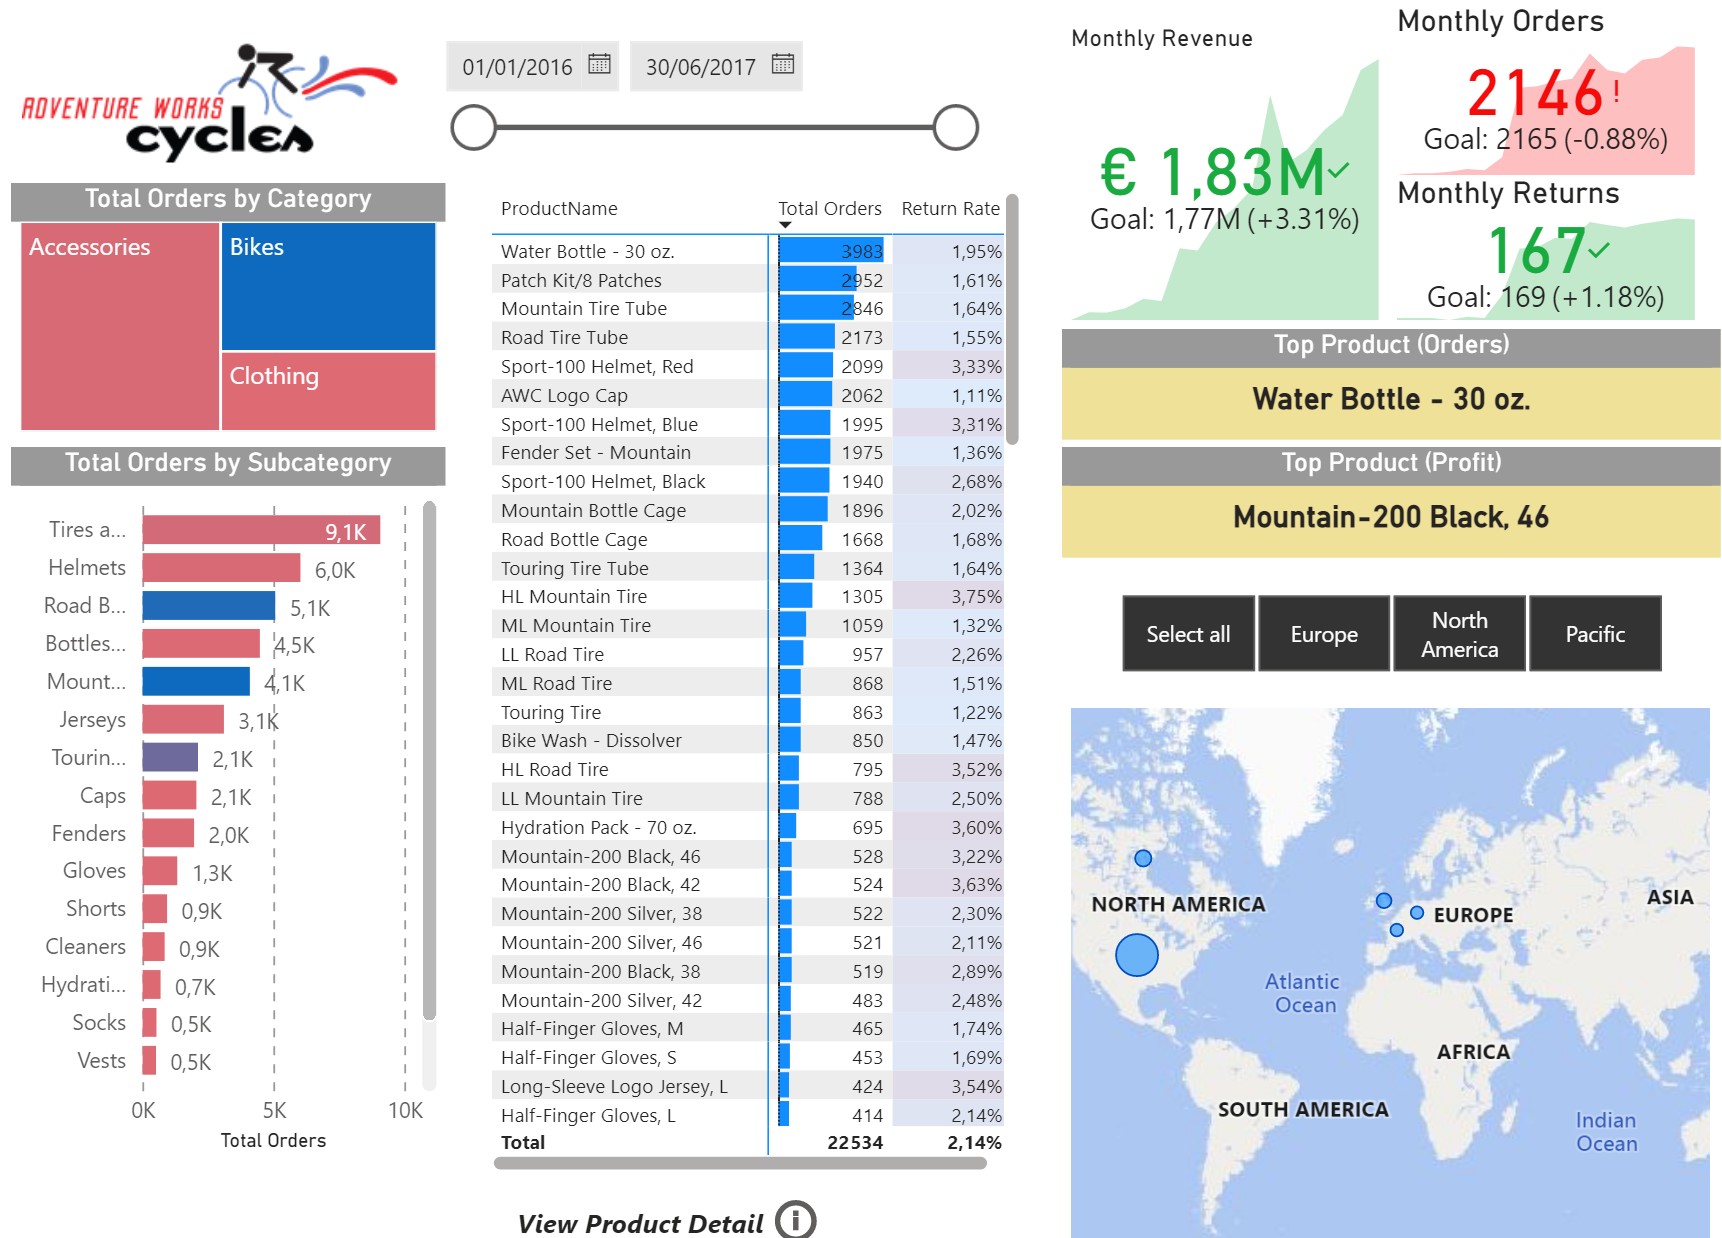 ADVENTURE WORKS
cycles
01/01/2016
30/06/2017
Monthly Revenue
€ 1,83M
Goal: 1,77M (+3.31%)
Monthly Orders
2146 !
Goal: 2165 (-0.88%)
Monthly Returns
167
Goal: 169 (+1.18%)
Total Orders by Category
Accessories
Bikes
Clothing
Total Orders by Subcategory
Tires a... 9,1K
Helmets 6,0K
Road B... 5,1K
Bottles... 4,5K
Mount... 4,1K
Jerseys 3,1K
Tourin... 2,1K
Caps 2,1K
Fenders 2,0K
Gloves 1,3K
Shorts 0,9K
Cleaners 0,9K
Hydrati... 0,7K
Socks 0,5K
Vests 0,5K
0K 5K 10K
Total Orders
ProductName Total Orders Return Rate
Water Bottle - 30 oz. 3983 1,95%
Patch Kit/8 Patches 2952 1,61%
Mountain Tire Tube 2846 1,64%
Road Tire Tube 2173 1,55%
Sport-100 Helmet, Red 2099 3,33%
AWC Logo Cap 2062 1,11%
Sport-100 Helmet, Blue 1995 3,31%
Fender Set - Mountain 1975 1,36%
Sport-100 Helmet, Black 1940 2,68%
Mountain Bottle Cage 1896 2,02%
Road Bottle Cage 1668 1,68%
Touring Tire Tube 1364 1,64%
HL Mountain Tire 1305 3,75%
ML Mountain Tire 1059 1,32%
LL Road Tire 957 2,26%
ML Road Tire 868 1,51%
Touring Tire 863 1,22%
Bike Wash - Dissolver 850 1,47%
HL Road Tire 795 3,52%
LL Mountain Tire 788 2,50%
Hydration Pack - 70 oz. 695 3,60%
Mountain-200 Black, 46 528 3,22%
Mountain-200 Black, 42 524 3,63%
Mountain-200 Silver, 38 522 2,30%
Mountain-200 Silver, 46 521 2,11%
Mountain-200 Black, 38 519 2,89%
Mountain-200 Silver, 42 483 2,48%
Half-Finger Gloves, M 465 1,74%
Half-Finger Gloves, S 453 1,69%
Long-Sleeve Logo Jersey, L 424 3,54%
Half-Finger Gloves, L 414 2,14%
Total 22534 2,14%
View Product Detail
Top Product (Orders)
Water Bottle - 30 oz.
Top Product (Profit)
Mountain-200 Black, 46
Select all
Europe
North
America
Pacific
NORTH AMERICA
EUROPE
ASIA
Atlantic
Ocean
AFRICA
SOUTH AMERICA
Indian
Ocean